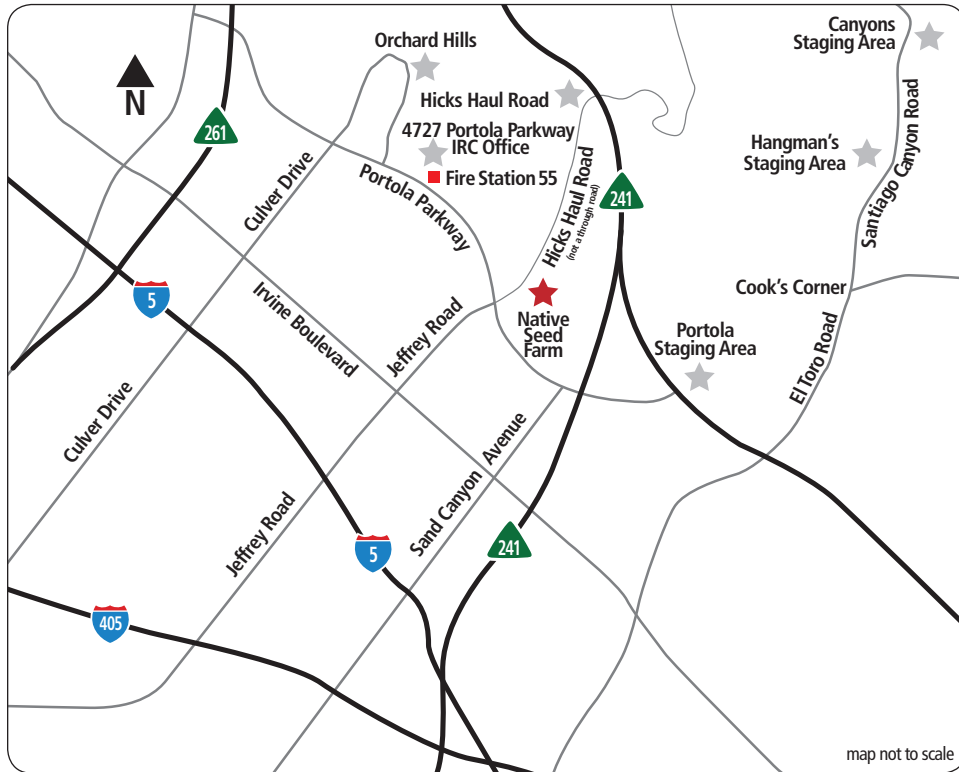 Canyons
Staging Area
Orchard Hills
N
Hicks Haul Road
261
4727 Portola Parkway
IRC Office
Fire Station 55
Hangman's
Staging Area
Santiago Canyon Road
Culver Drive
Portola Parkway
Hicks Haul Road
(not a through road)
241
5
Irvine Boulevard
Cook's Corner
Native
Seed
Farm
Jeffrey Road
Portola
Staging Area
El Toro Road
Culver Drive
Sand Canyon Avenue
Jeffrey Road
5
241
405
map not to scale